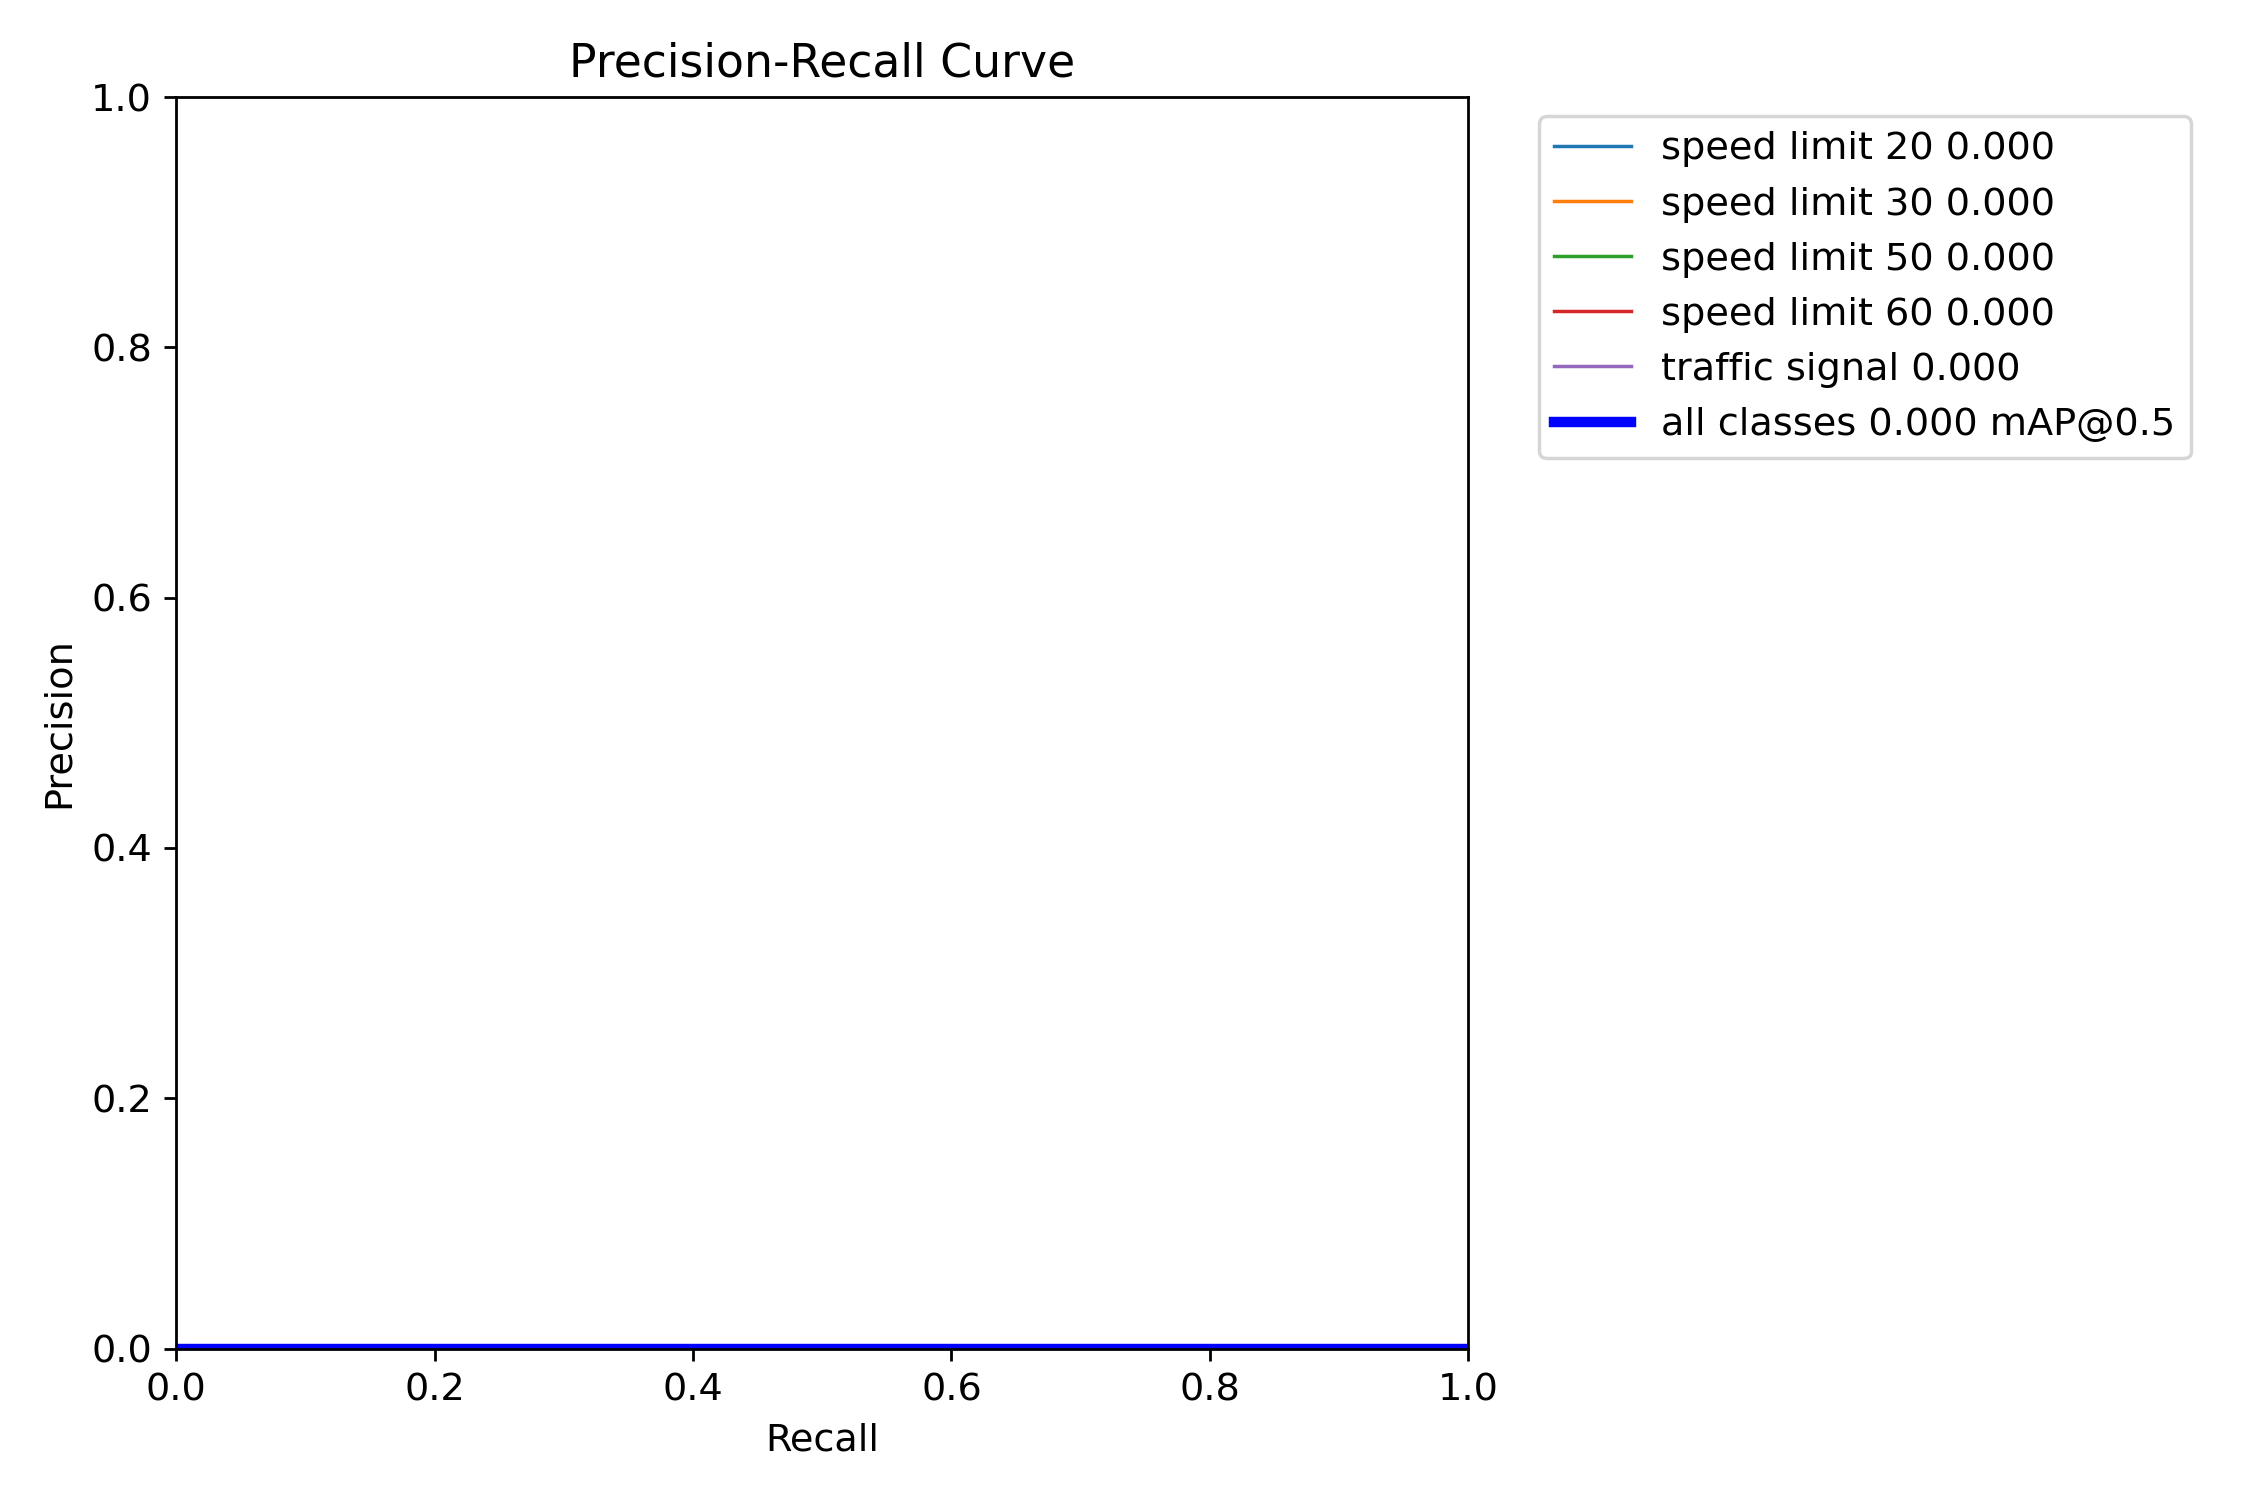 Precision-Recall Curve
1.0
0.8
0.6
0.4
0.2
0.0
Precision
0.0 0.2 0.4 0.6 0.8 1.0
Recall
speed limit 20 0.000
speed limit 30 0.000
speed limit 50 0.000
speed limit 60 0.000
traffic signal 0.000
all classes 0.000 mAP@0.5